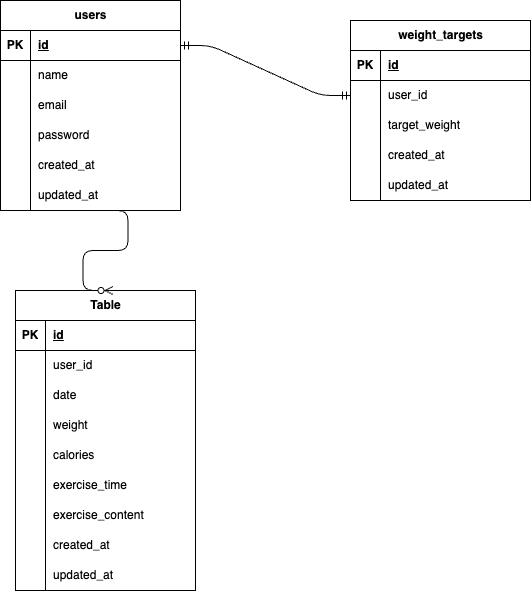 users
PK id
name
email
password
created_at
updated_at
weight_targets
PK id
user_id
target_weight
created_at
updated_at
Table
PK id
user_id
date
weight
calories
exercise_time
exercise_content
created_at
updated_at